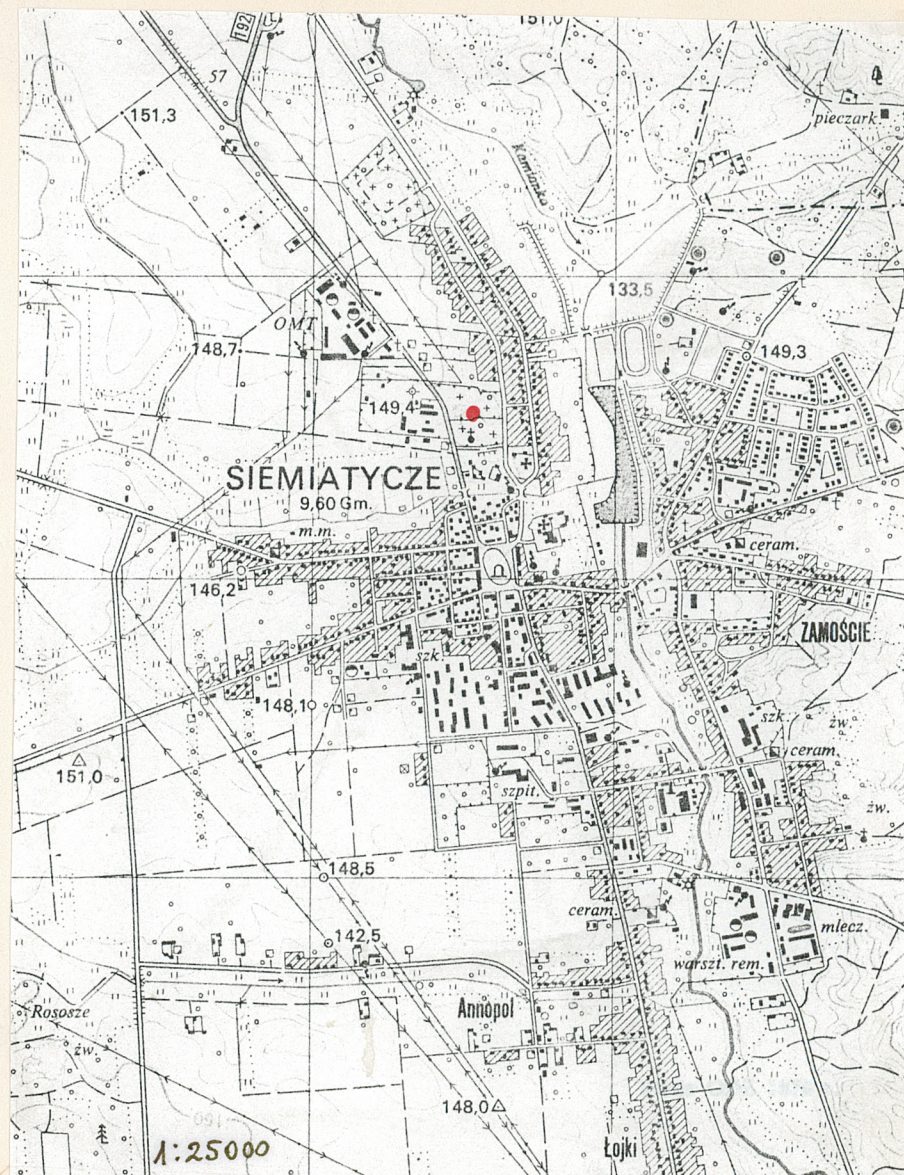 151,0
192
57
151,3
pieczark.
Kamionka
133,5
OMT
148,7
149,3
149,4
SIEMIATYCZE
9,60 Gm.
m.m.
ceram.
146,2
ZAMOŚCIE
szk
148,1
szk.
żw.
ceram.
151,0
szpit.
żw.
148,5
ceram.
142,5
mlecz.
warszt. rem.
Annopol
Rososze
żw.
148,0
Łojki
1:25000